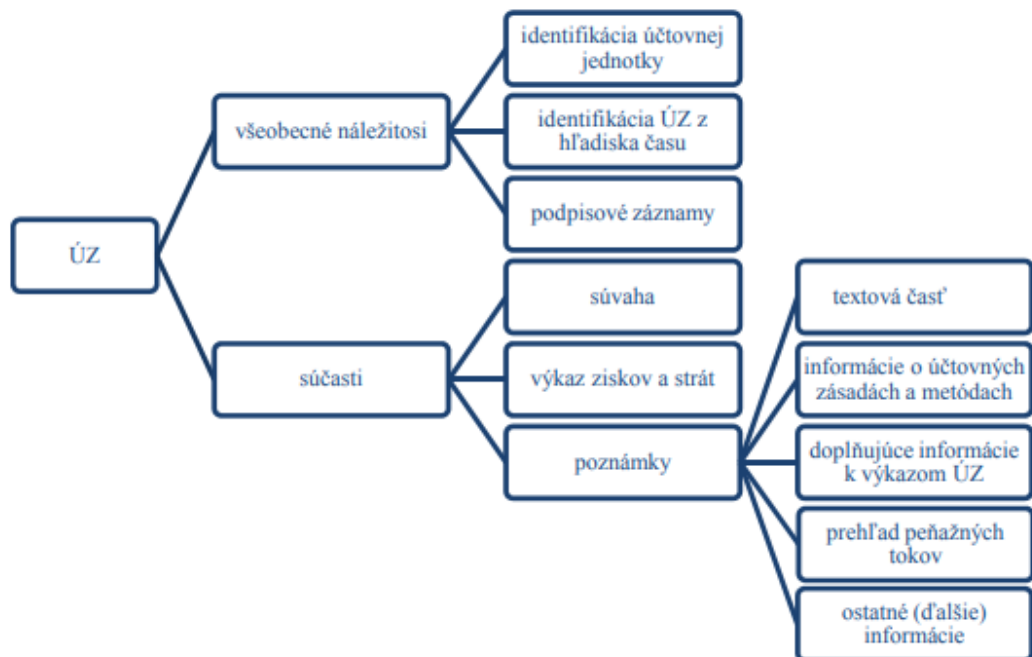 ÚZ
všeobecné náležitosi
identifikácia účtovnej
jednotky
identifikácia ÚZ z
hľadiska času
podpisové záznamy
súčasti
súvaha
výkaz ziskov a strát
poznámky
textová časť
informácie o účtovných
zásadách a metódach
doplňujúce informácie
k výkazom ÚZ
prehľad peňažných
tokov
ostatné (ďalšie)
informácie